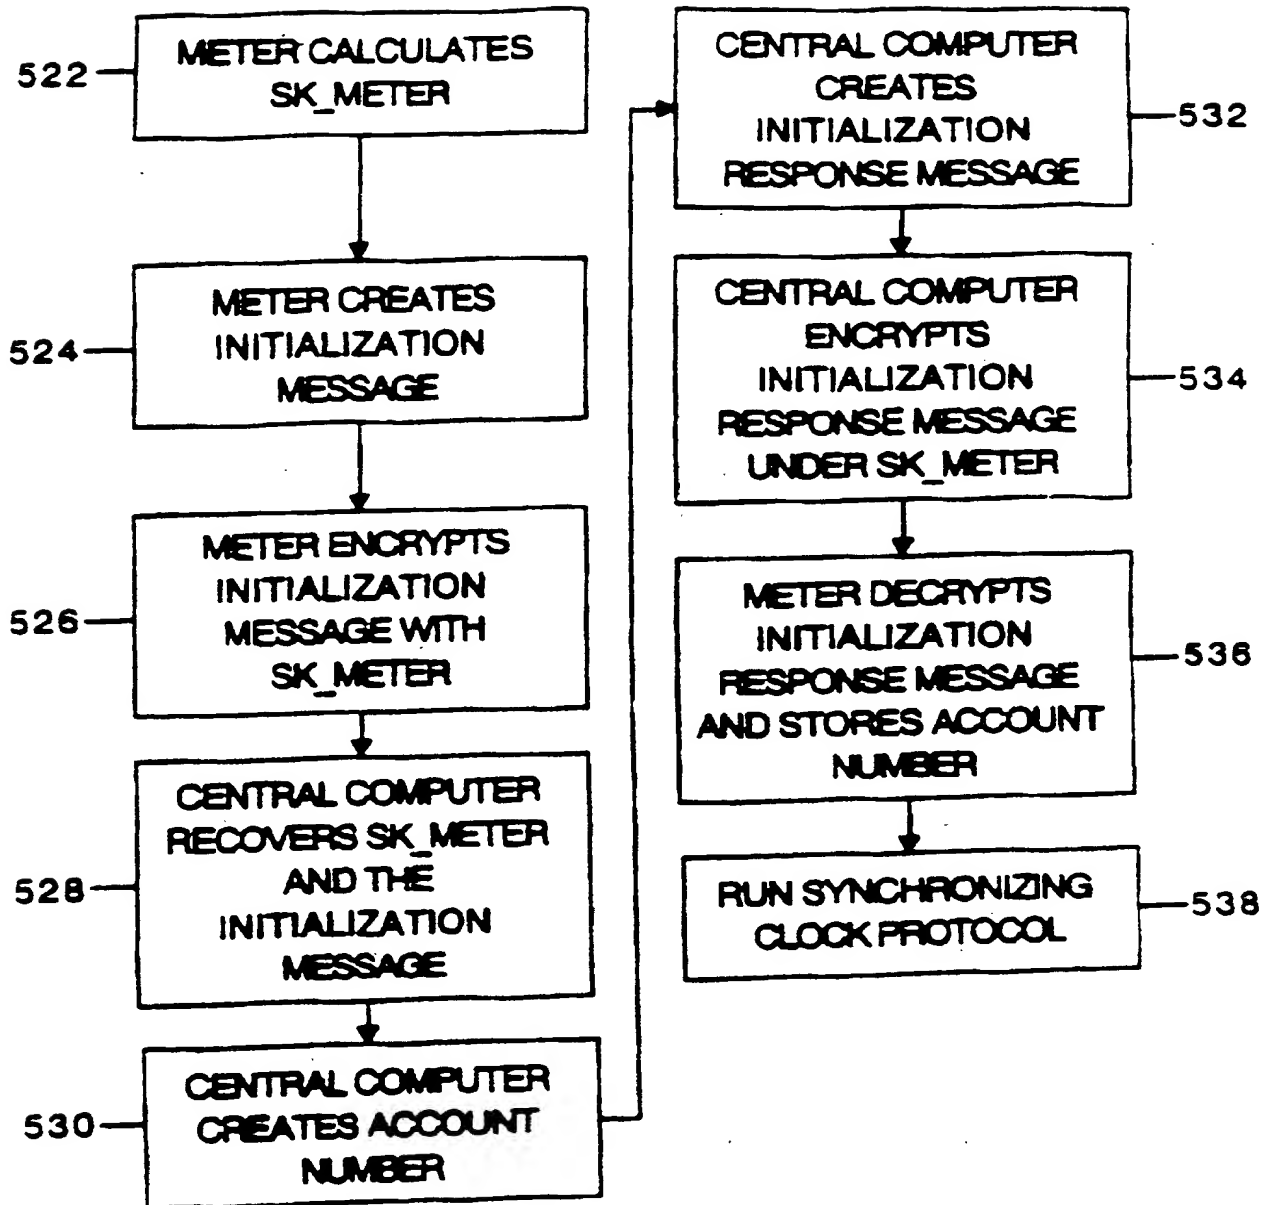 522
METER CALCULATES
SK_METER
524
METER CREATES
INITIALIZATION
MESSAGE
526
METER ENCRYPTS
INITIALIZATION
MESSAGE WITH
SK_METER
528
CENTRAL COMPUTER
RECOVERS SK_METER
AND THE
INITIALIZATION
MESSAGE
530
CENTRAL COMPUTER
CREATES ACCOUNT
NUMBER
CENTRAL COMPUTER
CREATES
INITIALIZATION
RESPONSE MESSAGE
532
CENTRAL COMPUTER
ENCRYPTS
INITIALIZATION
RESPONSE MESSAGE
UNDER SK_METER
534
METER DECRYPTS
INITIALIZATION
RESPONSE MESSAGE
AND STORES ACCOUNT
NUMBER
536
RUN SYNCHRONIZING
CLOCK PROTOCOL
538